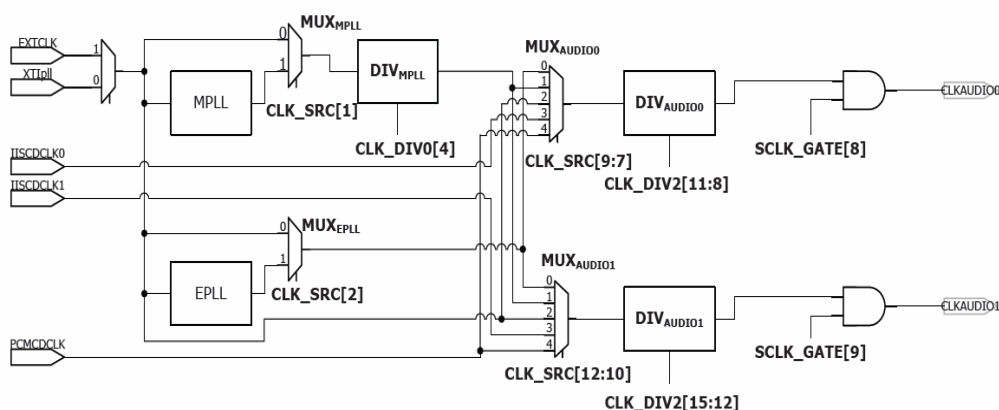 MUXMPLL
EXTCLK
1
0
MUXAUDIO0
XTIpll
0
1
DIVMPLL
0
1
2
3
4
DIVAUDIO0
CLKAUDIO0
MPLL
CLK_SRC[1]
CLK_DIV0[4]
CLK_SRC[9:7]
SCLK_GATE[8]
IISCDCLK0
CLK_DIV2[11:8]
IISCDCLK1
MUXEPLL
0
1
MUXAUDIO1
EPLL
CLK_SRC[2]
0
1
2
3
4
DIVAUDIO1
CLKAUDIO1
PCMCDCLK
SCLK_GATE[9]
CLK_SRC[12:10]
CLK_DIV2[15:12]